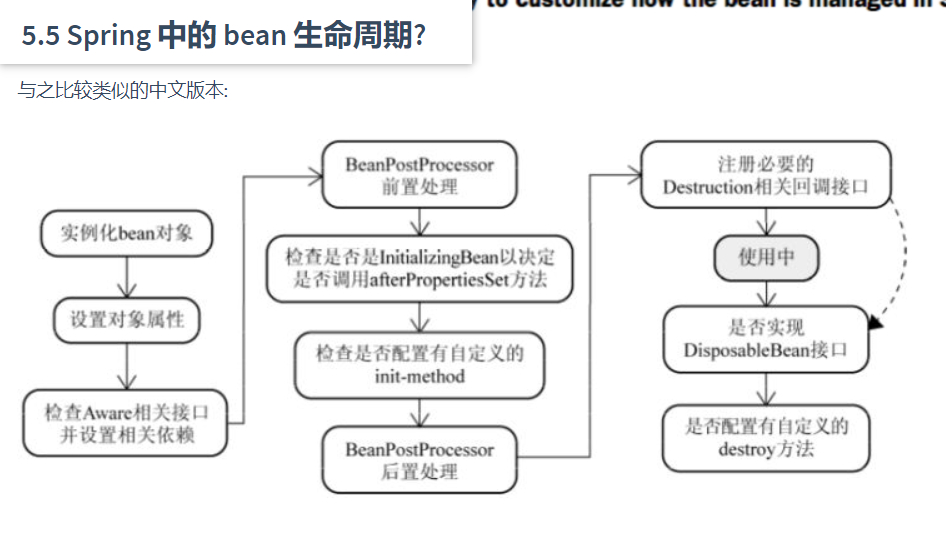 to customize how the bean is managed in
5.5 Spring 中的 bean 生命周期?
与之比较类似的中文版本:
实例化bean对象
设置对象属性
检查Aware相关接口
并设置相关依赖
BeanPostProcessor
前置处理
检查是否是InitializingBean以决定
是否调用afterPropertiesSet方法
检查是否配置有自定义的
init-method
BeanPostProcessor
后置处理
注册必要的
Destruction相关回调接口
使用中
是否实现
DisposableBean接口
是否配置有自定义的
destroy方法